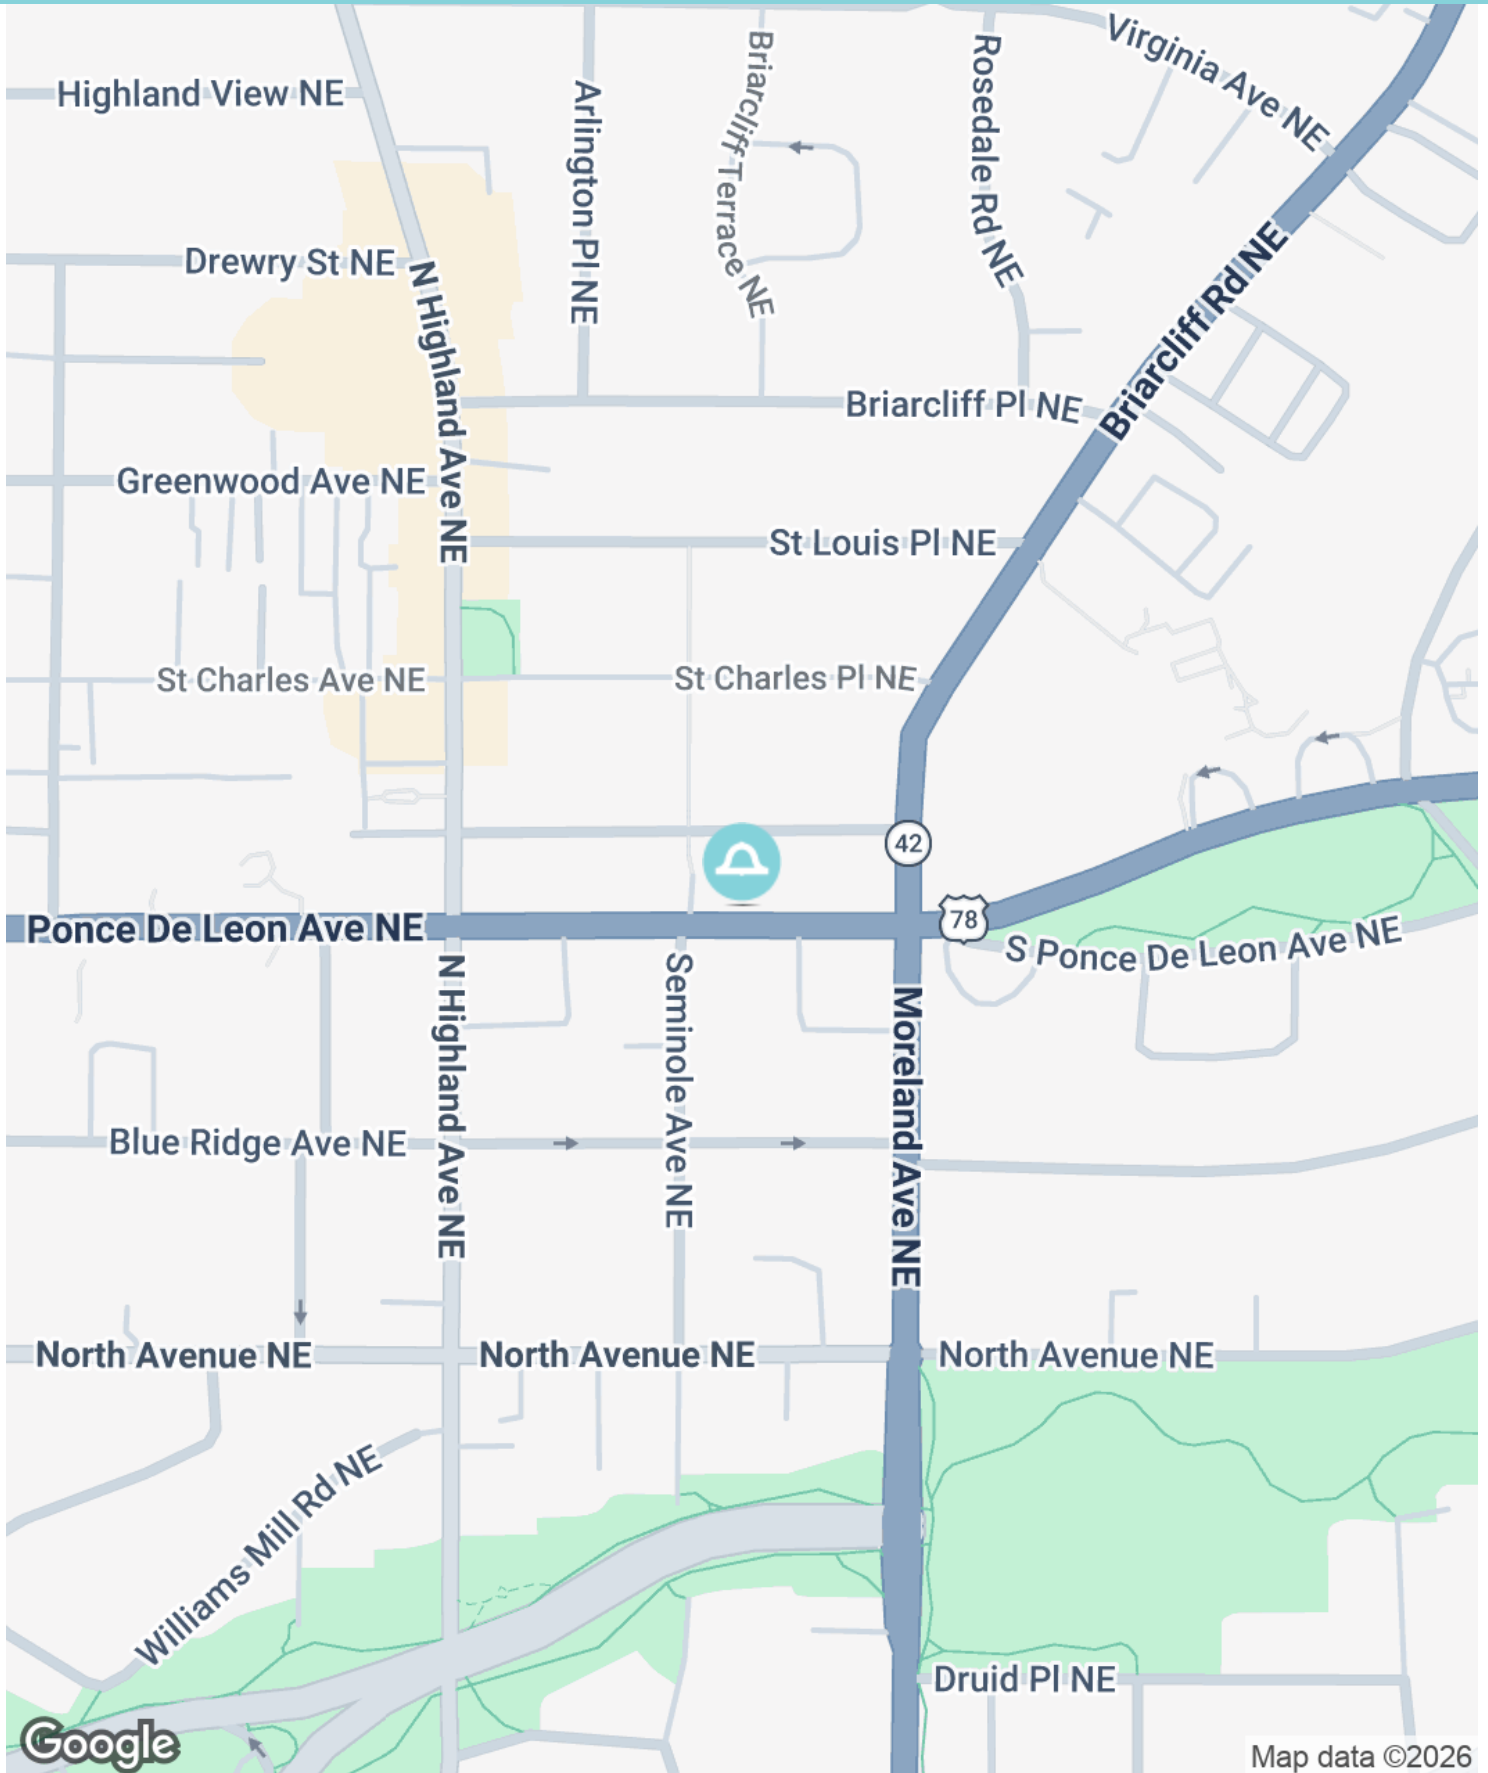 Virginia Ave NE
Highland View NE
Arlington Pl NE
Briarcliff Terrace NE
Rosedale Rd NE
Drewry St NE
N Highland Ave NE
Briarcliff Rd NE
Briarcliff Pl NE
Greenwood Ave NE
St Louis Pl NE
St Charles Ave NE
St Charles Pl NE
42
78
Ponce De Leon Ave NE
S Ponce De Leon Ave NE
N Highland Ave NE
Seminole Ave NE
Moreland Ave NE
Blue Ridge Ave NE
North Avenue NE
North Avenue NE
North Avenue NE
Williams Mill Rd NE
Druid Pl NE
Google
Map data ©2026